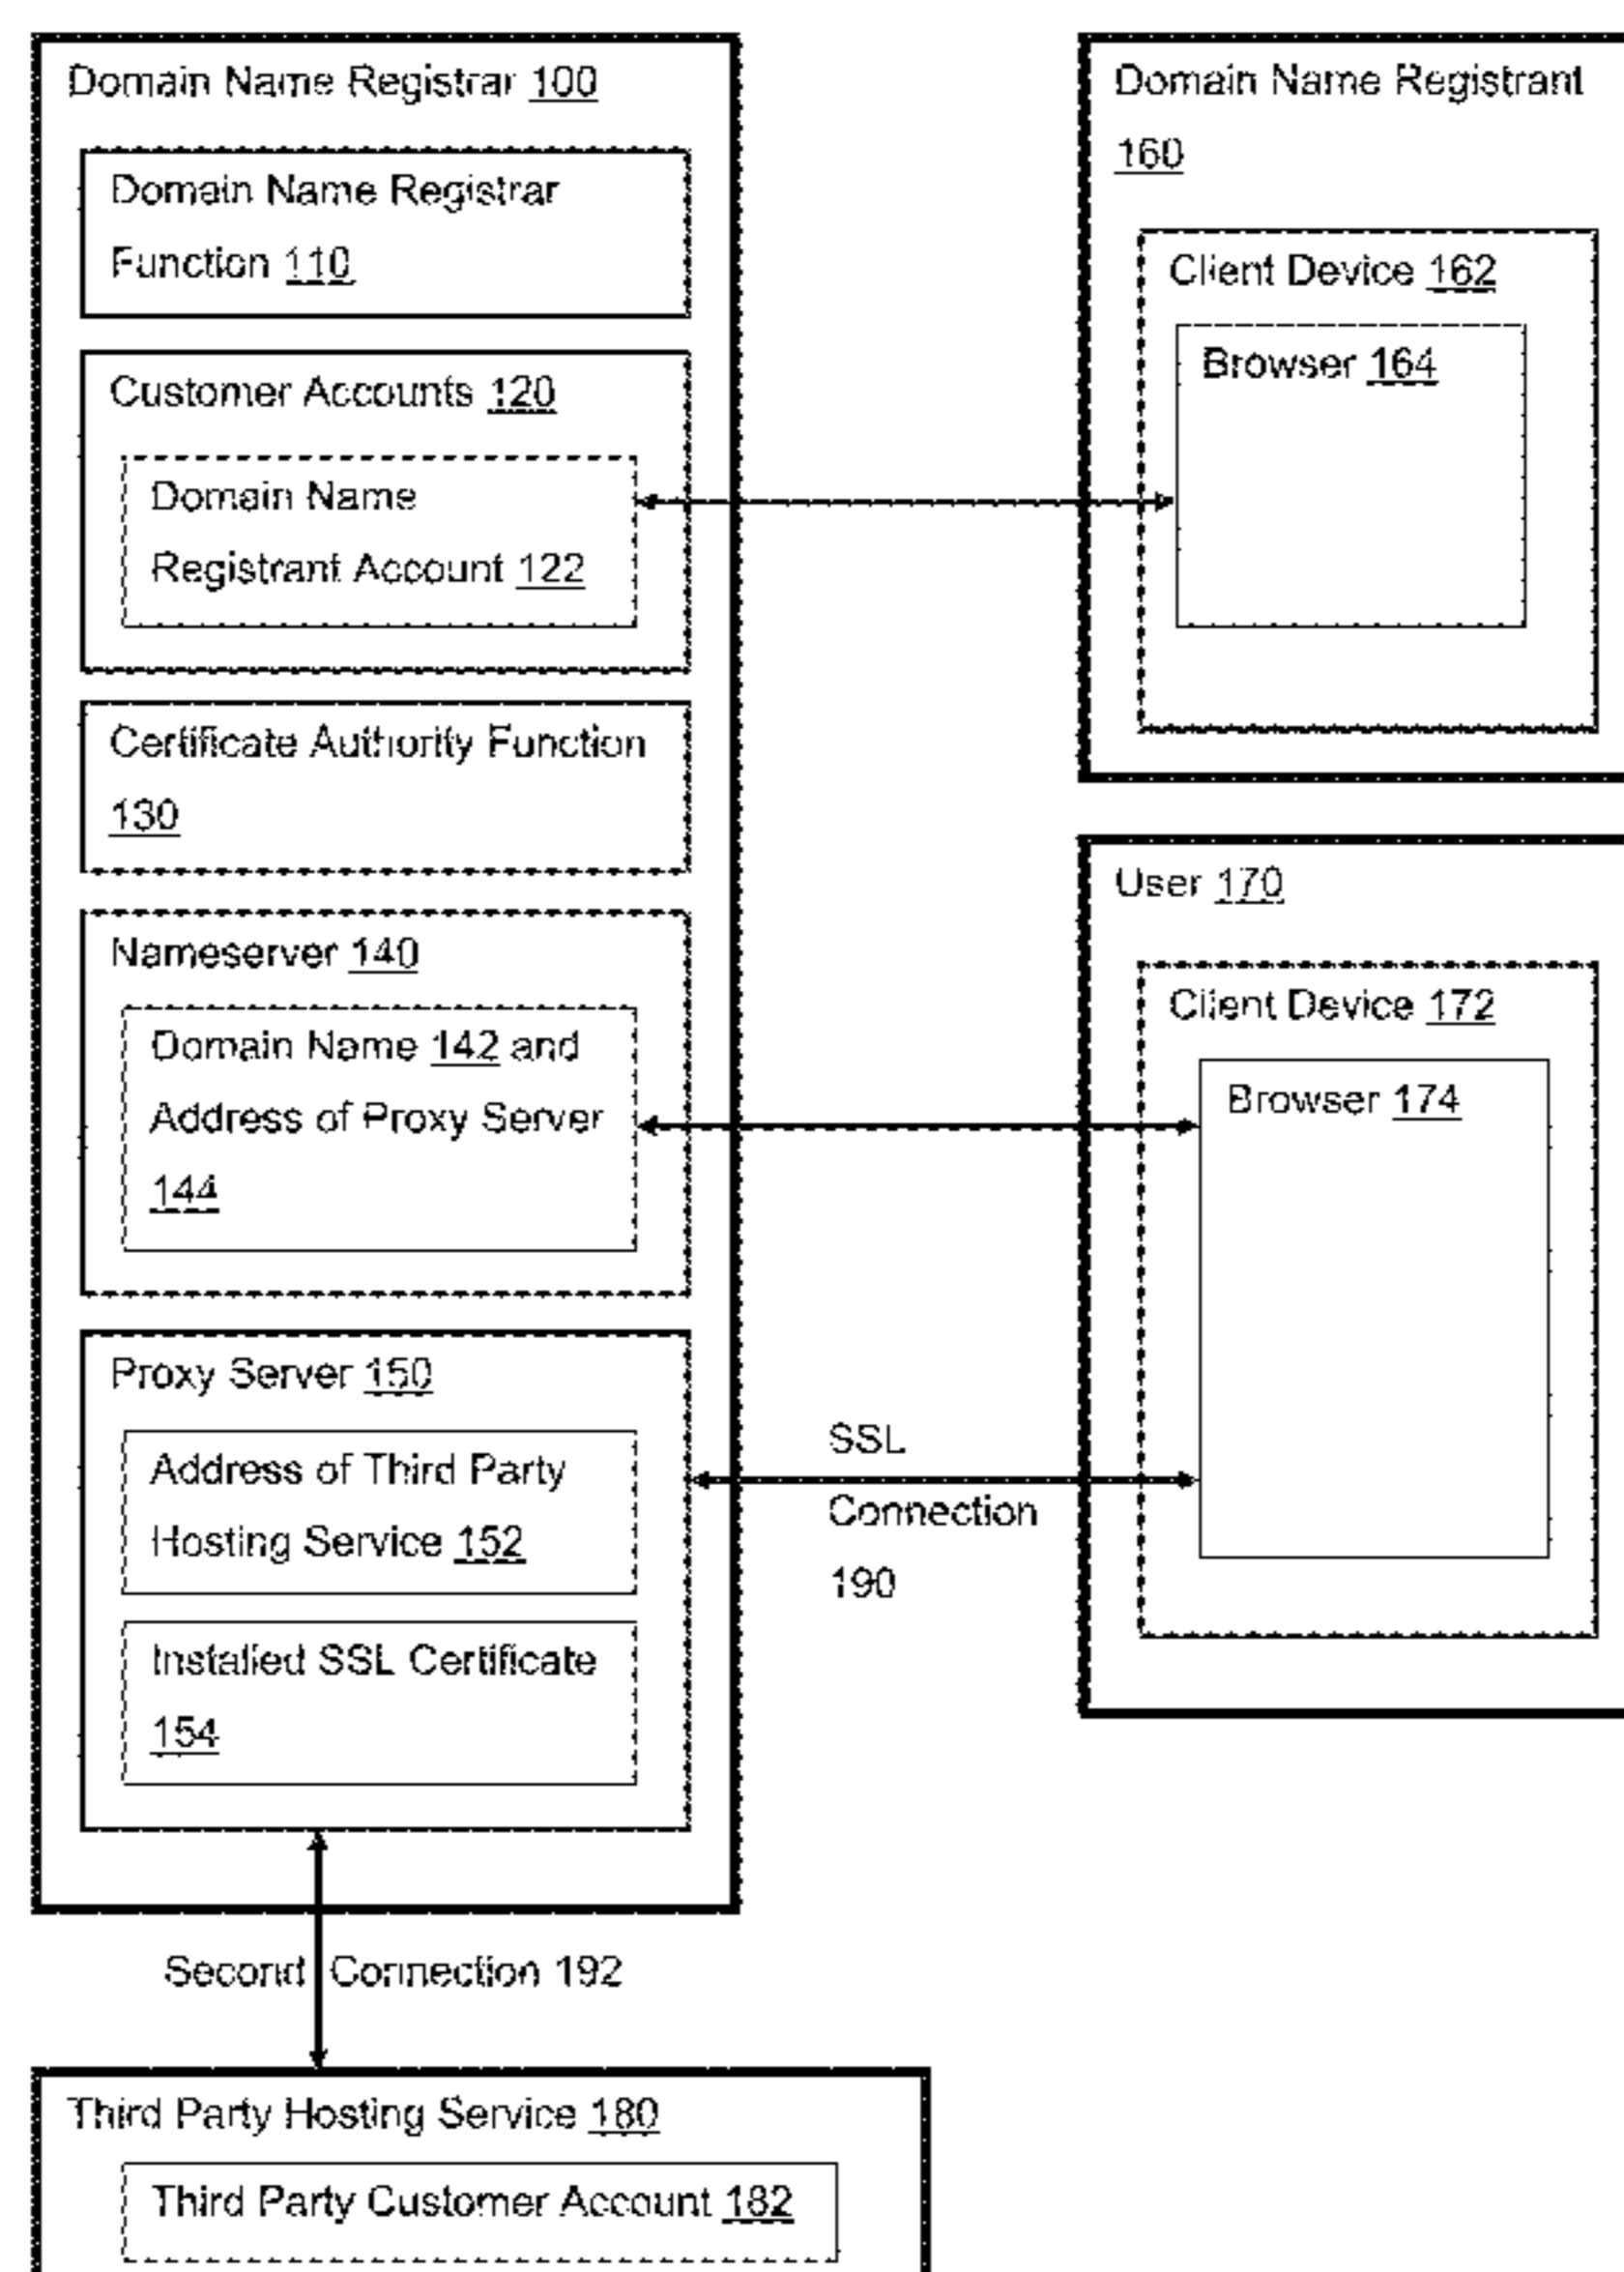 Domain Name Registrar 100
Domain Name Registrar
Function 110
Customer Accounts 120
Domain Name
Registrant Account 122
Certificate Authority Function
130
Nameserver 140
Domain Name 142 and
Address of Proxy Server
144
Proxy Server 150
Address of Third Party
Hosting Service 152
Installed SSL Certificate
154
Domain Name Registrant
160
Client Device 162
Browser 164
User 170
Client Device 172
Browser 174
SSL
Connection
190
Second Connection 192
Third Party Hosting Service 180
Third Party Customer Account 182